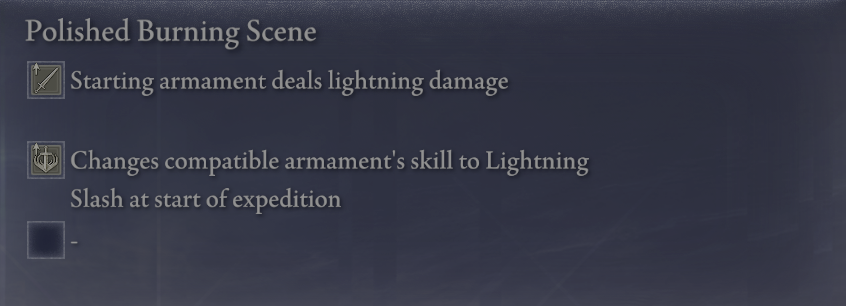 Polished Burning Scene
Starting armament deals lightning damage
Changes compatible armament's skill to Lightning
Slash at start of expedition
-